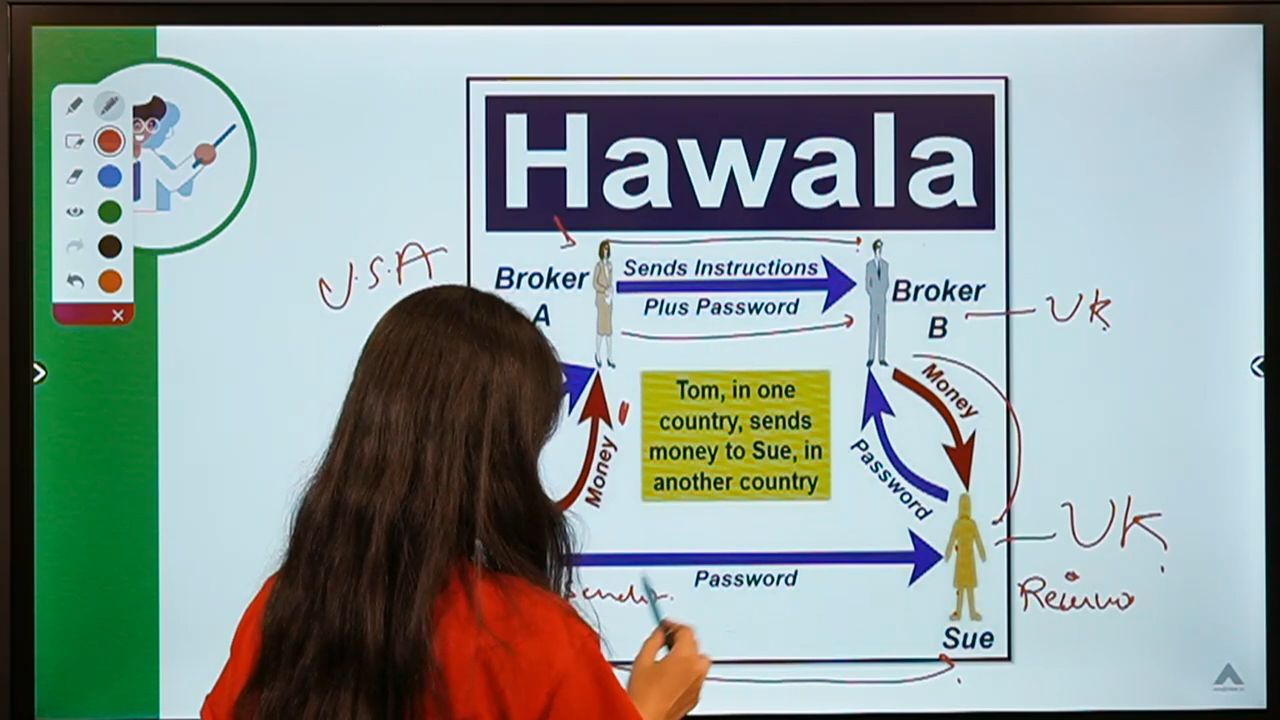 Hawala
U.S.A
Broker
A
Sends Instructions
Plus Password
Broker
B
UK
Money
Tom, in one
country, sends
money to Sue, in
another country
Money
Password
UK
Password
Sender
Sue